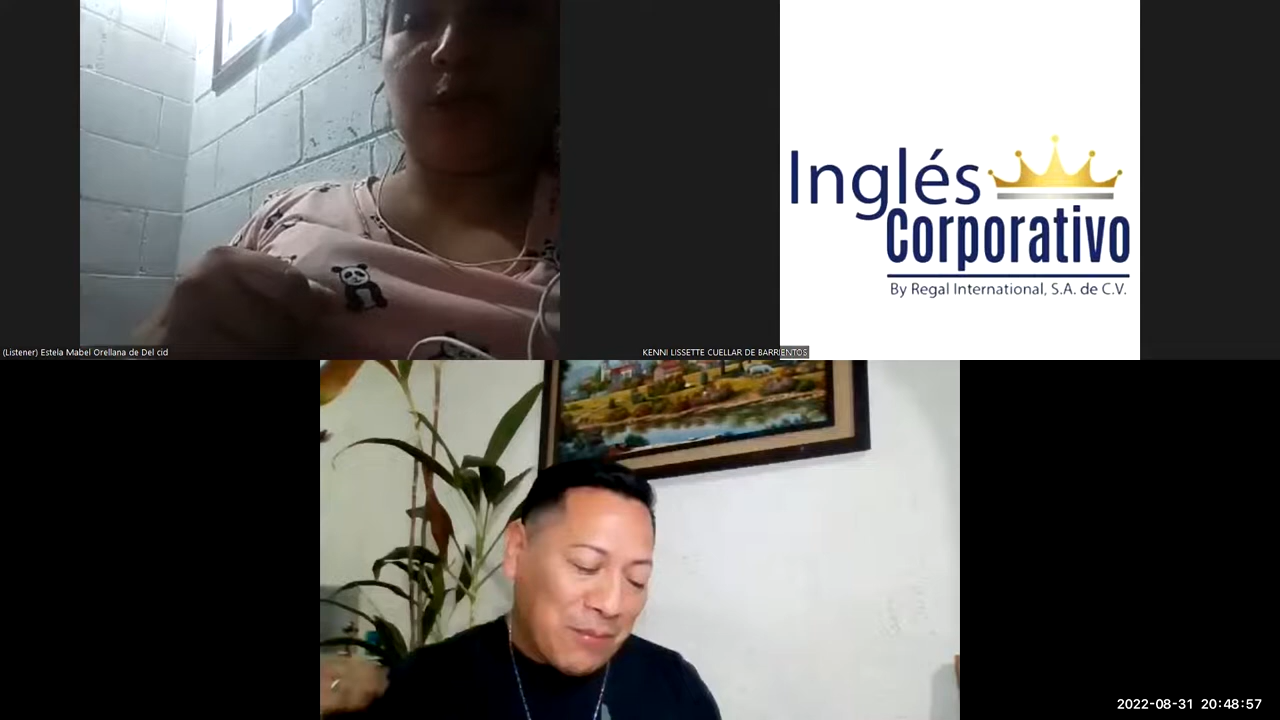 Inglés
Corporativo
By Regal International, S.A. de C.V.
(Listener) Estela Mabel Orellana de Del cid
KENNI LISSETTE CUELLAR DE BARRIENTOS
2022-08-31 20:48:57